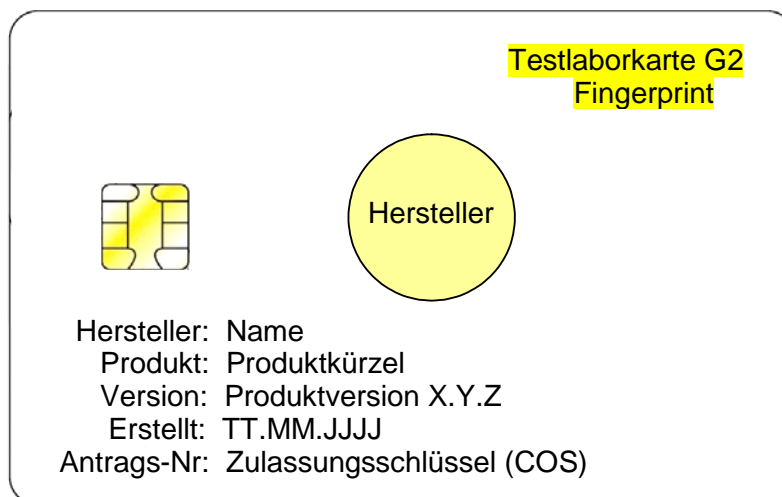 Testlaborkarte G2
Fingerprint
Hersteller
Hersteller: Name
Produkt: Produktkürzel
Version: Produktversion X.Y.Z
Erstellt: TT.MM.JJJJ
Antrags-Nr: Zulassungsschlüssel (COS)